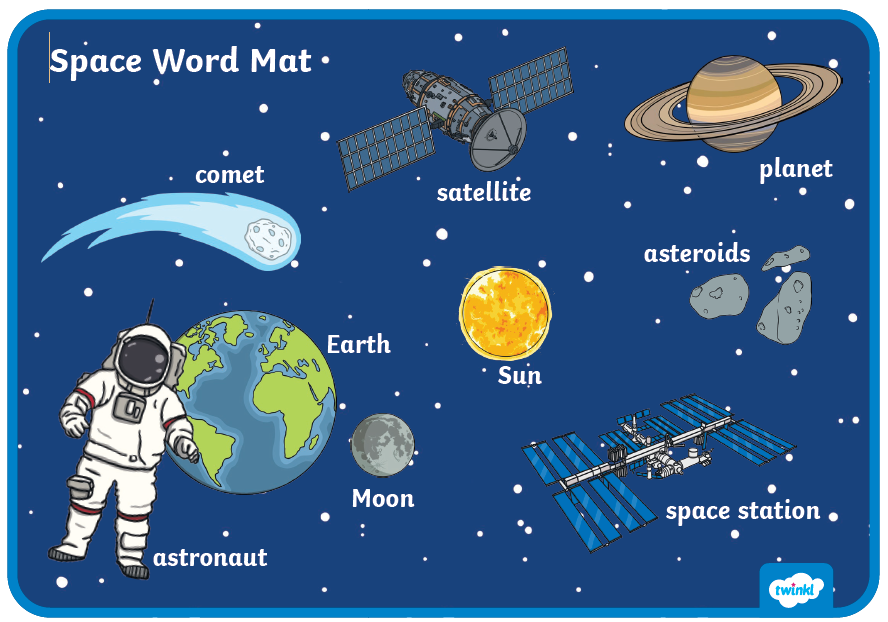 Space Word Mat
comet
satellite
planet
asteroids
Earth
Sun
Moon
space station
astronaut
twinkl